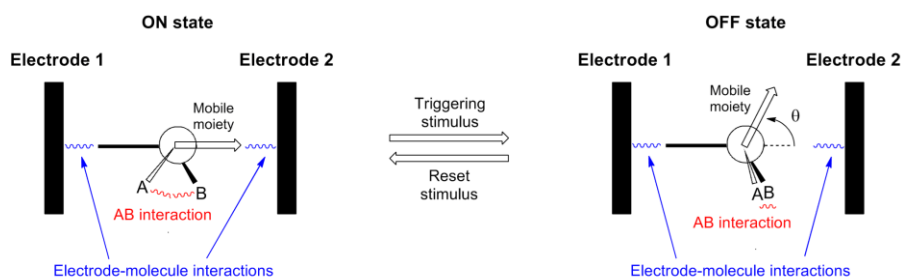 ON state
Electrode 1
Electrode 2
Mobile
moiety
A
B
AB interaction
Electrode-molecule interactions
Triggering
stimulus
Reset
stimulus
OFF state
Electrode 1
Electrode 2
Mobile
moiety
θ
AB
AB interaction
Electrode-molecule interactions